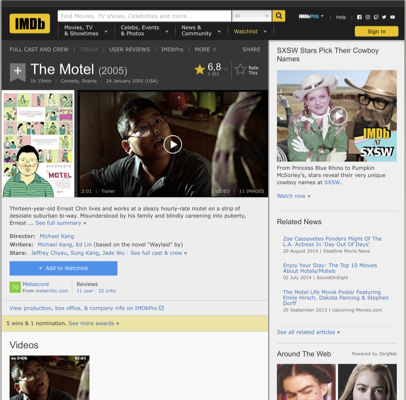 IMDb
Find Movies, TV shows, Celebrities and more...
All
IMDbPro
Help
Movies, TV
& Showtimes
Celebs, Events
& Photos
News &
Community
Watchlist
Sign in
FULL CAST AND CREW | TRIVIA | USER REVIEWS | IMDbPro | MORE
SHARE
The Motel (2005)
6,8
Rate
This
1h 15min | Comedy, Drama | 24 January 2005 (USA)
MOTEL
2:01 | Trailer
VIDEO
11 IMAGES
Thirteen-year-old Ernest Chin lives and works at a sleazy hourly-rate motel on a strip of
desolate suburban bi-way. Misunderstood by his family and blindly careening into puberty,
Ernest ... See full summary »
Director: Michael Kang
Writers: Michael Kang, Ed Lin (based on the novel "Waylaid" by)
Stars: Jeffrey Chyau, Sung Kang, Jade Wu | See full cast & crew »
+ Add to Watchlist
Metascore
From metacritic.com
Reviews
11 user | 25 critic
View production, box office, & company info on IMDbPro
5 wins & 1 nomination. See more awards »
Videos
SXSW Stars Pick Their Cowboy
Names
IMDb
AT
SXSW
From Princess Blue Rhino to Pumpkin
McSorley's, stars reveal their very
unique cowboy names at SXSW.
Watch now »
Related News
Zoe Cassavetes Ponders Plight Of The
L.A. Actress In 'Day Out Of Days'
20 August 2014 | Deadline Movie News
Enjoy Your Stay: The Top 10 Movies
About Hotels/Motels
02 July 2014 | SoundOnSight
The Motel Life Movie Poster Featuring
Emile Hirsch, Dakota Fanning & Stephen
Dorff
25 September 2013 | Upcoming-Movies.com
See all related articles »
Around The Web
Powered by ZergNet